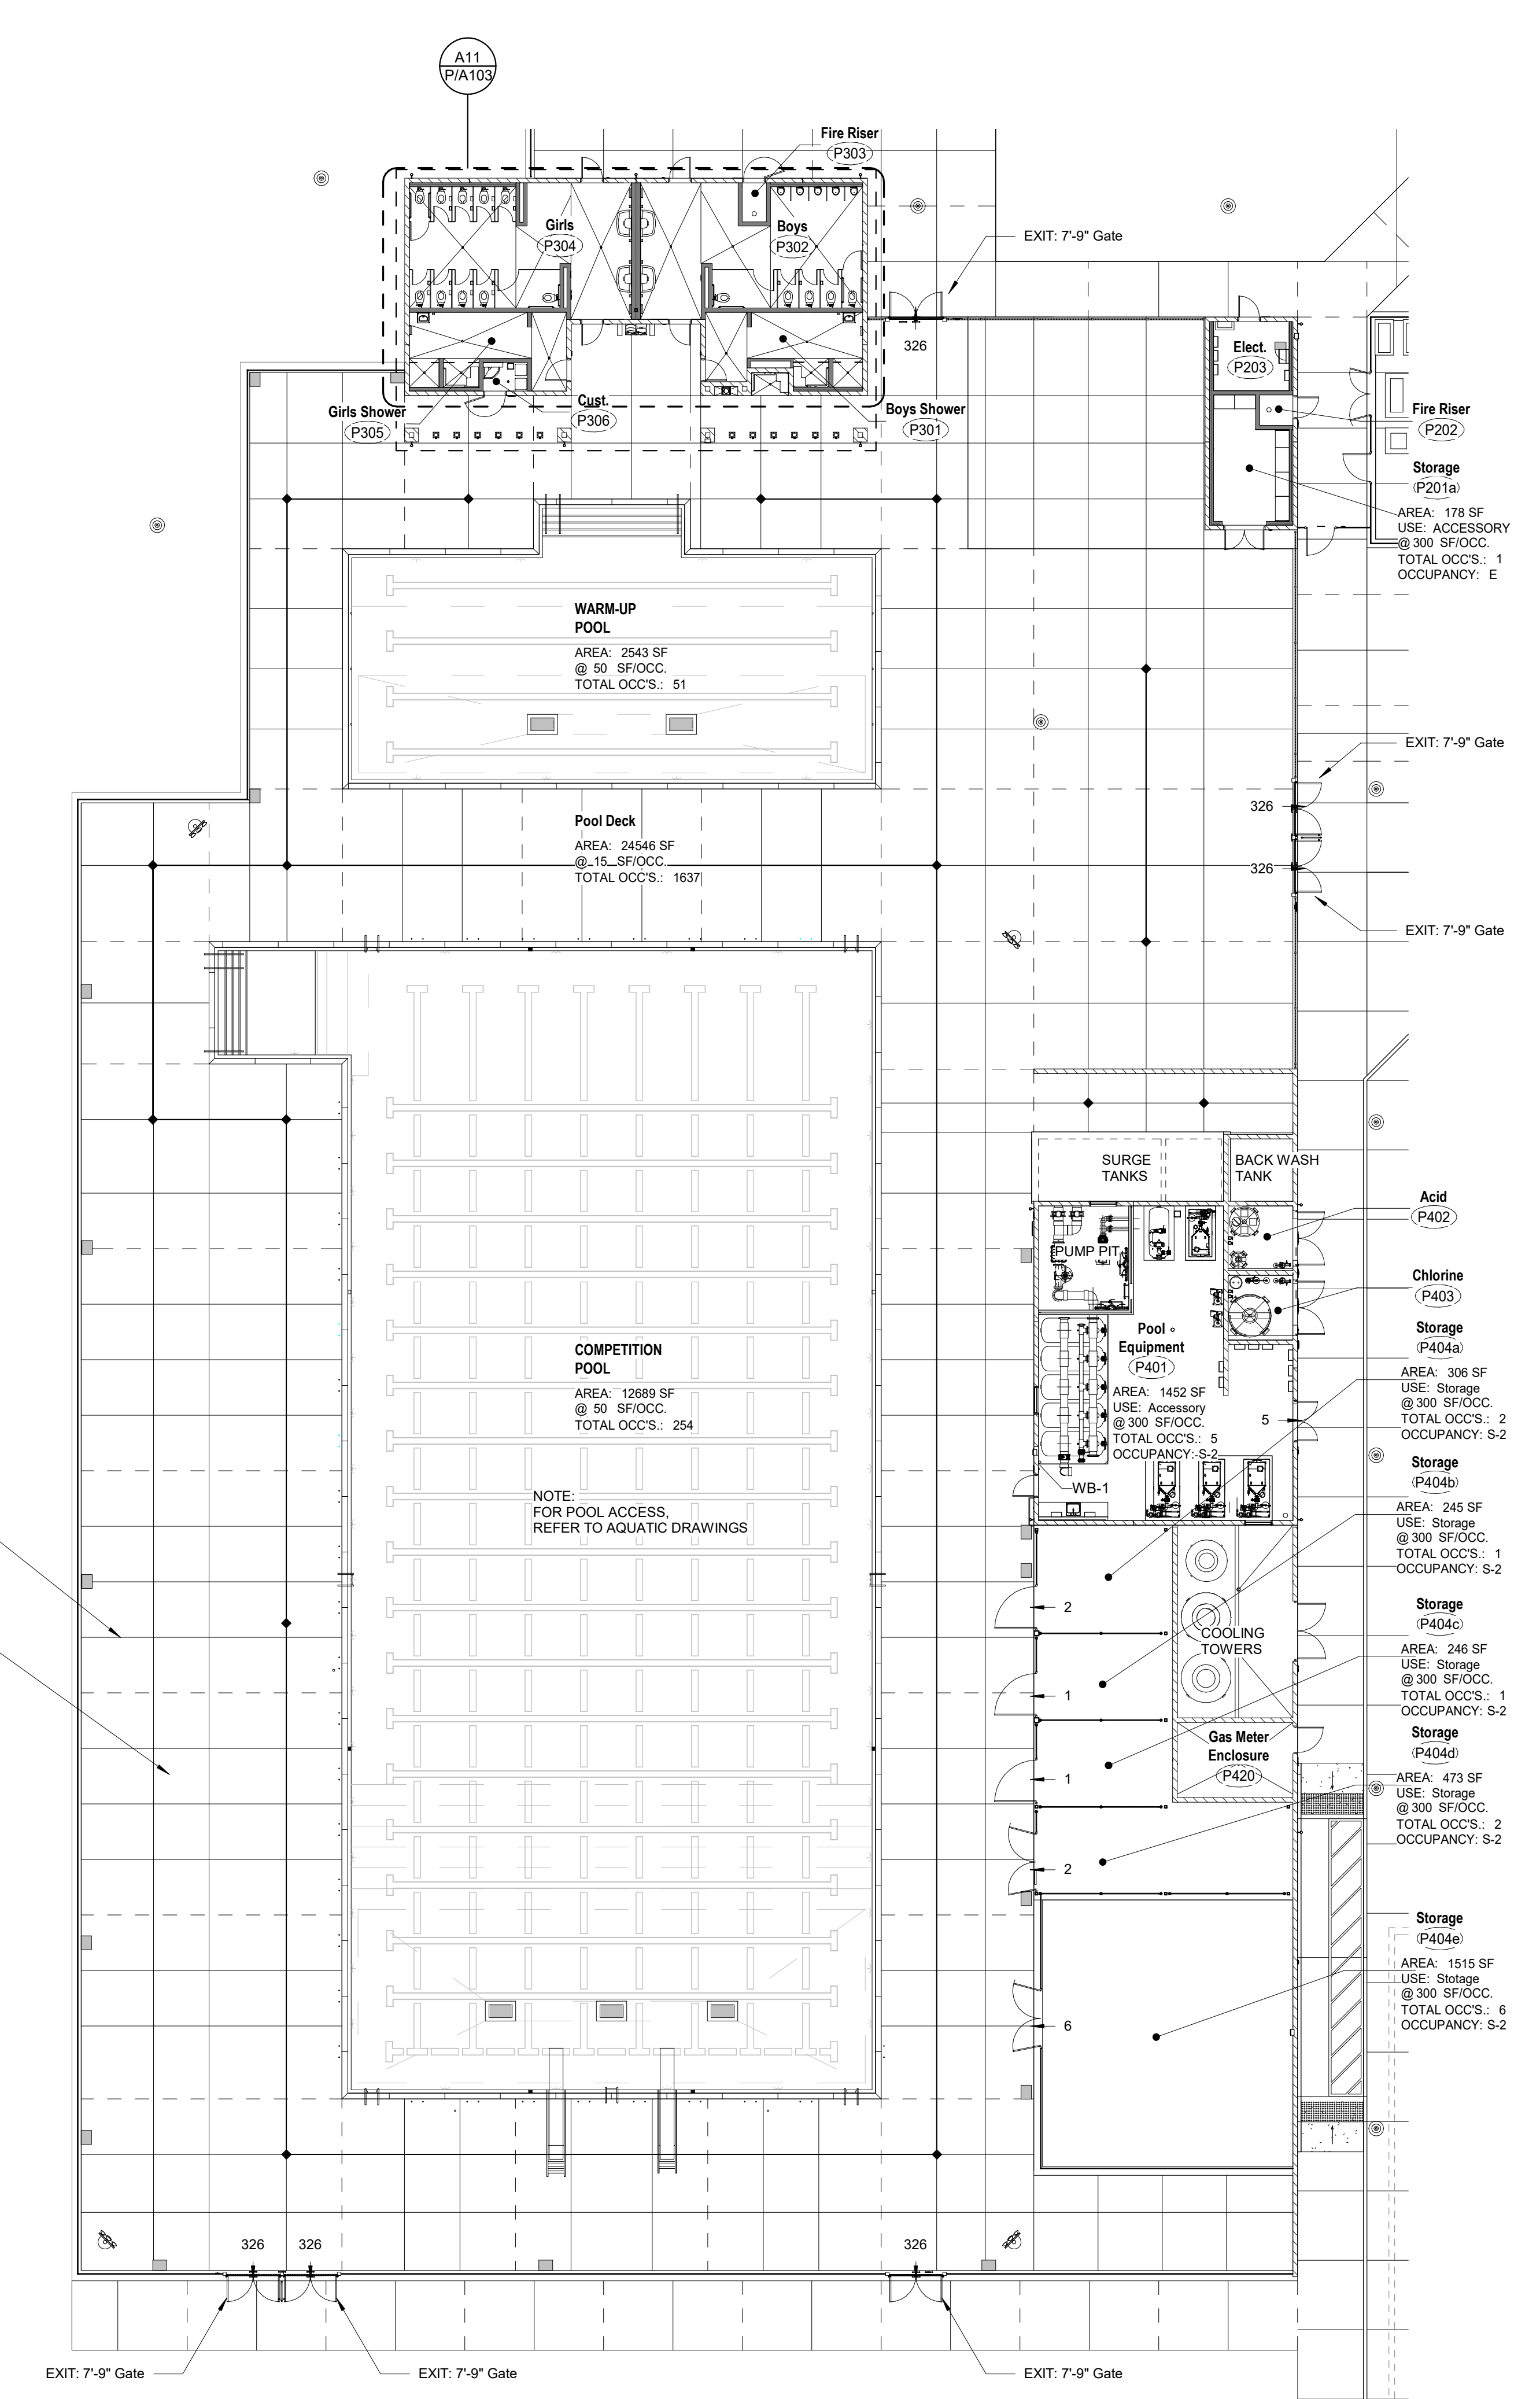 A11
P/A103
Fire Riser
P303
Girls
P304
Boys
P302
EXIT: 7'-9" Gate
326
Elect.
P203
Girls Shower
P305
Cust.
P306
Boys Shower
P301
Fire Riser
P202
Storage
P201a
AREA: 178 SF
USE: ACCESSORY
@ 300 SF/OCC.
TOTAL OCC'S.: 1
OCCUPANCY: E
WARM-UP
POOL
AREA: 2543 SF
@ 50 SF/OCC.
TOTAL OCC'S.: 51
EXIT: 7'-9" Gate
326
Pool Deck
AREA: 24546 SF
@ 15 SF/OCC.
TOTAL OCC'S.: 1637
326
EXIT: 7'-9" Gate
SURGE
TANKS
BACK WASH
TANK
Acid
P402
PUMP PIT
Chlorine
P403
Pool
Equipment
P401
AREA: 1452 SF
USE: Accessory
@ 300 SF/OCC.
TOTAL OCC'S.: 5
OCCUPANCY: S-2
5
WB-1
Storage
P404a
AREA: 306 SF
USE: Storage
@ 300 SF/OCC.
TOTAL OCC'S.: 2
OCCUPANCY: S-2
COMPETITION
POOL
AREA: 12689 SF
@ 50 SF/OCC.
TOTAL OCC'S.: 254
Storage
P404b
AREA: 245 SF
USE: Storage
@ 300 SF/OCC.
TOTAL OCC'S.: 1
OCCUPANCY: S-2
NOTE:
FOR POOL ACCESS,
REFER TO AQUATIC DRAWINGS
2
COOLING
TOWERS
Storage
P404c
AREA: 246 SF
USE: Storage
@ 300 SF/OCC.
TOTAL OCC'S.: 1
OCCUPANCY: S-2
1
Gas Meter
Enclosure
P420
1
Storage
P404d
AREA: 473 SF
USE: Storage
@ 300 SF/OCC.
TOTAL OCC'S.: 2
OCCUPANCY: S-2
2
Storage
P404e
AREA: 1515 SF
USE: Stotage
@ 300 SF/OCC.
TOTAL OCC'S.: 6
OCCUPANCY: S-2
6
326 326 326
EXIT: 7'-9" Gate EXIT: 7'-9" Gate EXIT: 7'-9" Gate